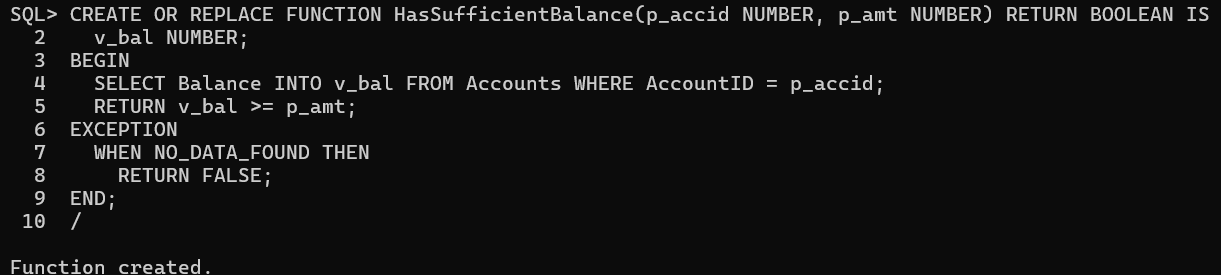 SQL> CREATE OR REPLACE FUNCTION HasSufficientBalance(p_accid NUMBER, p_amt NUMBER) RETURN BOOLEAN IS
  2    v_bal NUMBER;
  3  BEGIN
  4    SELECT Balance INTO v_bal FROM Accounts WHERE AccountID = p_accid;
  5    RETURN v_bal >= p_amt;
  6  EXCEPTION
  7    WHEN NO_DATA_FOUND THEN
  8      RETURN FALSE;
  9  END;
 10  /
Function created.